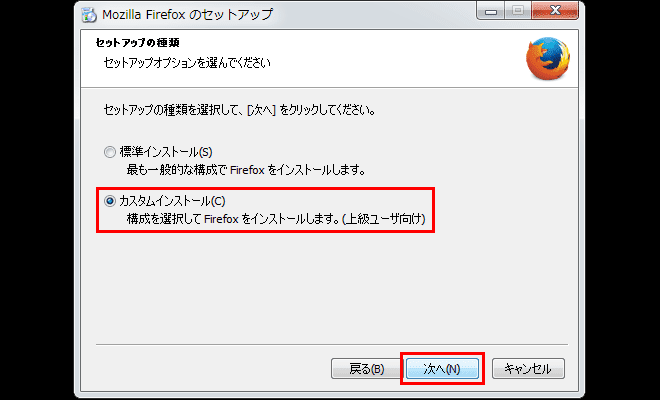 Mozilla Firefox のセットアップ
セットアップの種類
セットアップオプションを選んでください
セットアップの種類を選択して、[次へ] をクリックしてください。
標準インストール(S)
最も一般的な構成で Firefox をインストールします。
カスタムインストール(C)
構成を選択して Firefox をインストールします。(上級ユーザ向け)
戻る(B)
次へ(N)
キャンセル